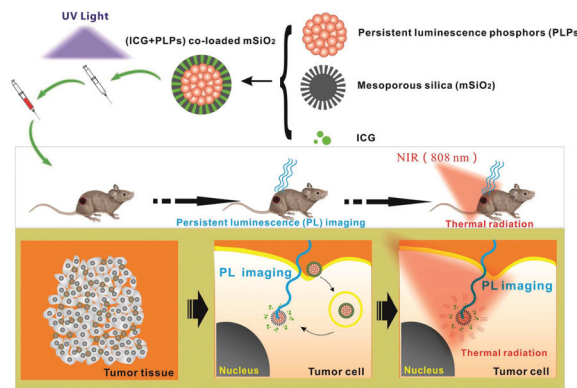 UV Light
(ICG+PLPs) co-loaded mSiO₂
Persistent luminescence phosphors (PLPs
Mesoporous silica (mSiO₂)
ICG
NIR (808 nm)
Persistent luminescence (PL) imaging
Thermal radiation
Tumor tissue
PL imaging
Nucleus
Tumor cell
PL imaging
Thermal radiation
Nucleus
Tumor cell